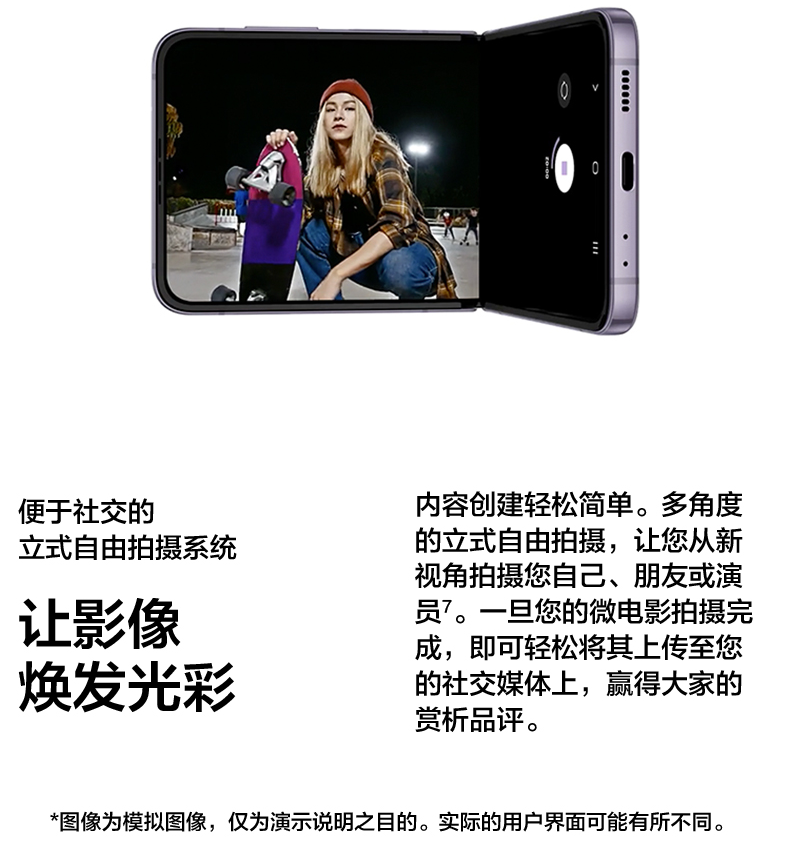 00:02
便于社交的
立式自由拍摄系统
让影像
焕发光彩
内容创建轻松简单。多角度
的立式自由拍摄，让您从新
视角拍摄您自己、朋友或演
员⁷。一旦您的微电影拍摄完
成，即可轻松将其上传至您
的社交媒体上，赢得大家的
赏析品评。
*图像为模拟图像，仅为演示说明之目的。实际的用户界面可能有所不同。